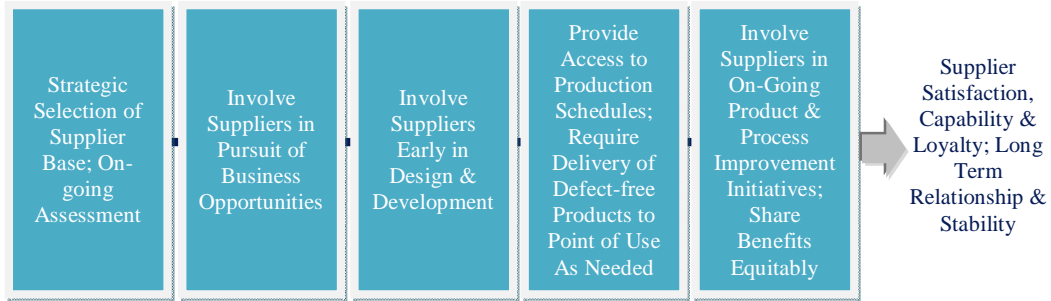 Strategic
Selection of
Supplier
Base; On-
going
Assessment
Involve
Suppliers in
Pursuit of
Business
Opportunities
Involve
Suppliers
Early in
Design &
Development
Provide
Access to
Production
Schedules;
Require
Delivery of
Defect-free
Products to
Point of Use
As Needed
Involve
Suppliers in
On-Going
Product &
Process
Improvement
Initiatives;
Share
Benefits
Equitably
Supplier
Satisfaction,
Capability &
Loyalty; Long
Term
Relationship &
Stability